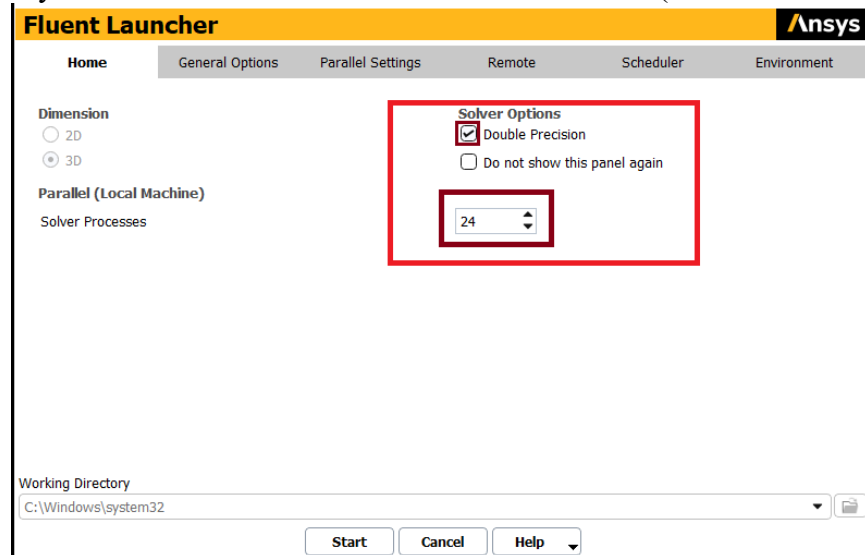 Fluent Launcher
Ansys
Home General Options Parallel Settings Remote Scheduler Environment
Dimension Solver Options
2D Double Precision
3D Do not show this panel again
Parallel (Local Machine)
Solver Processes 24
Working Directory
C:\Windows\system32
Start Cancel Help